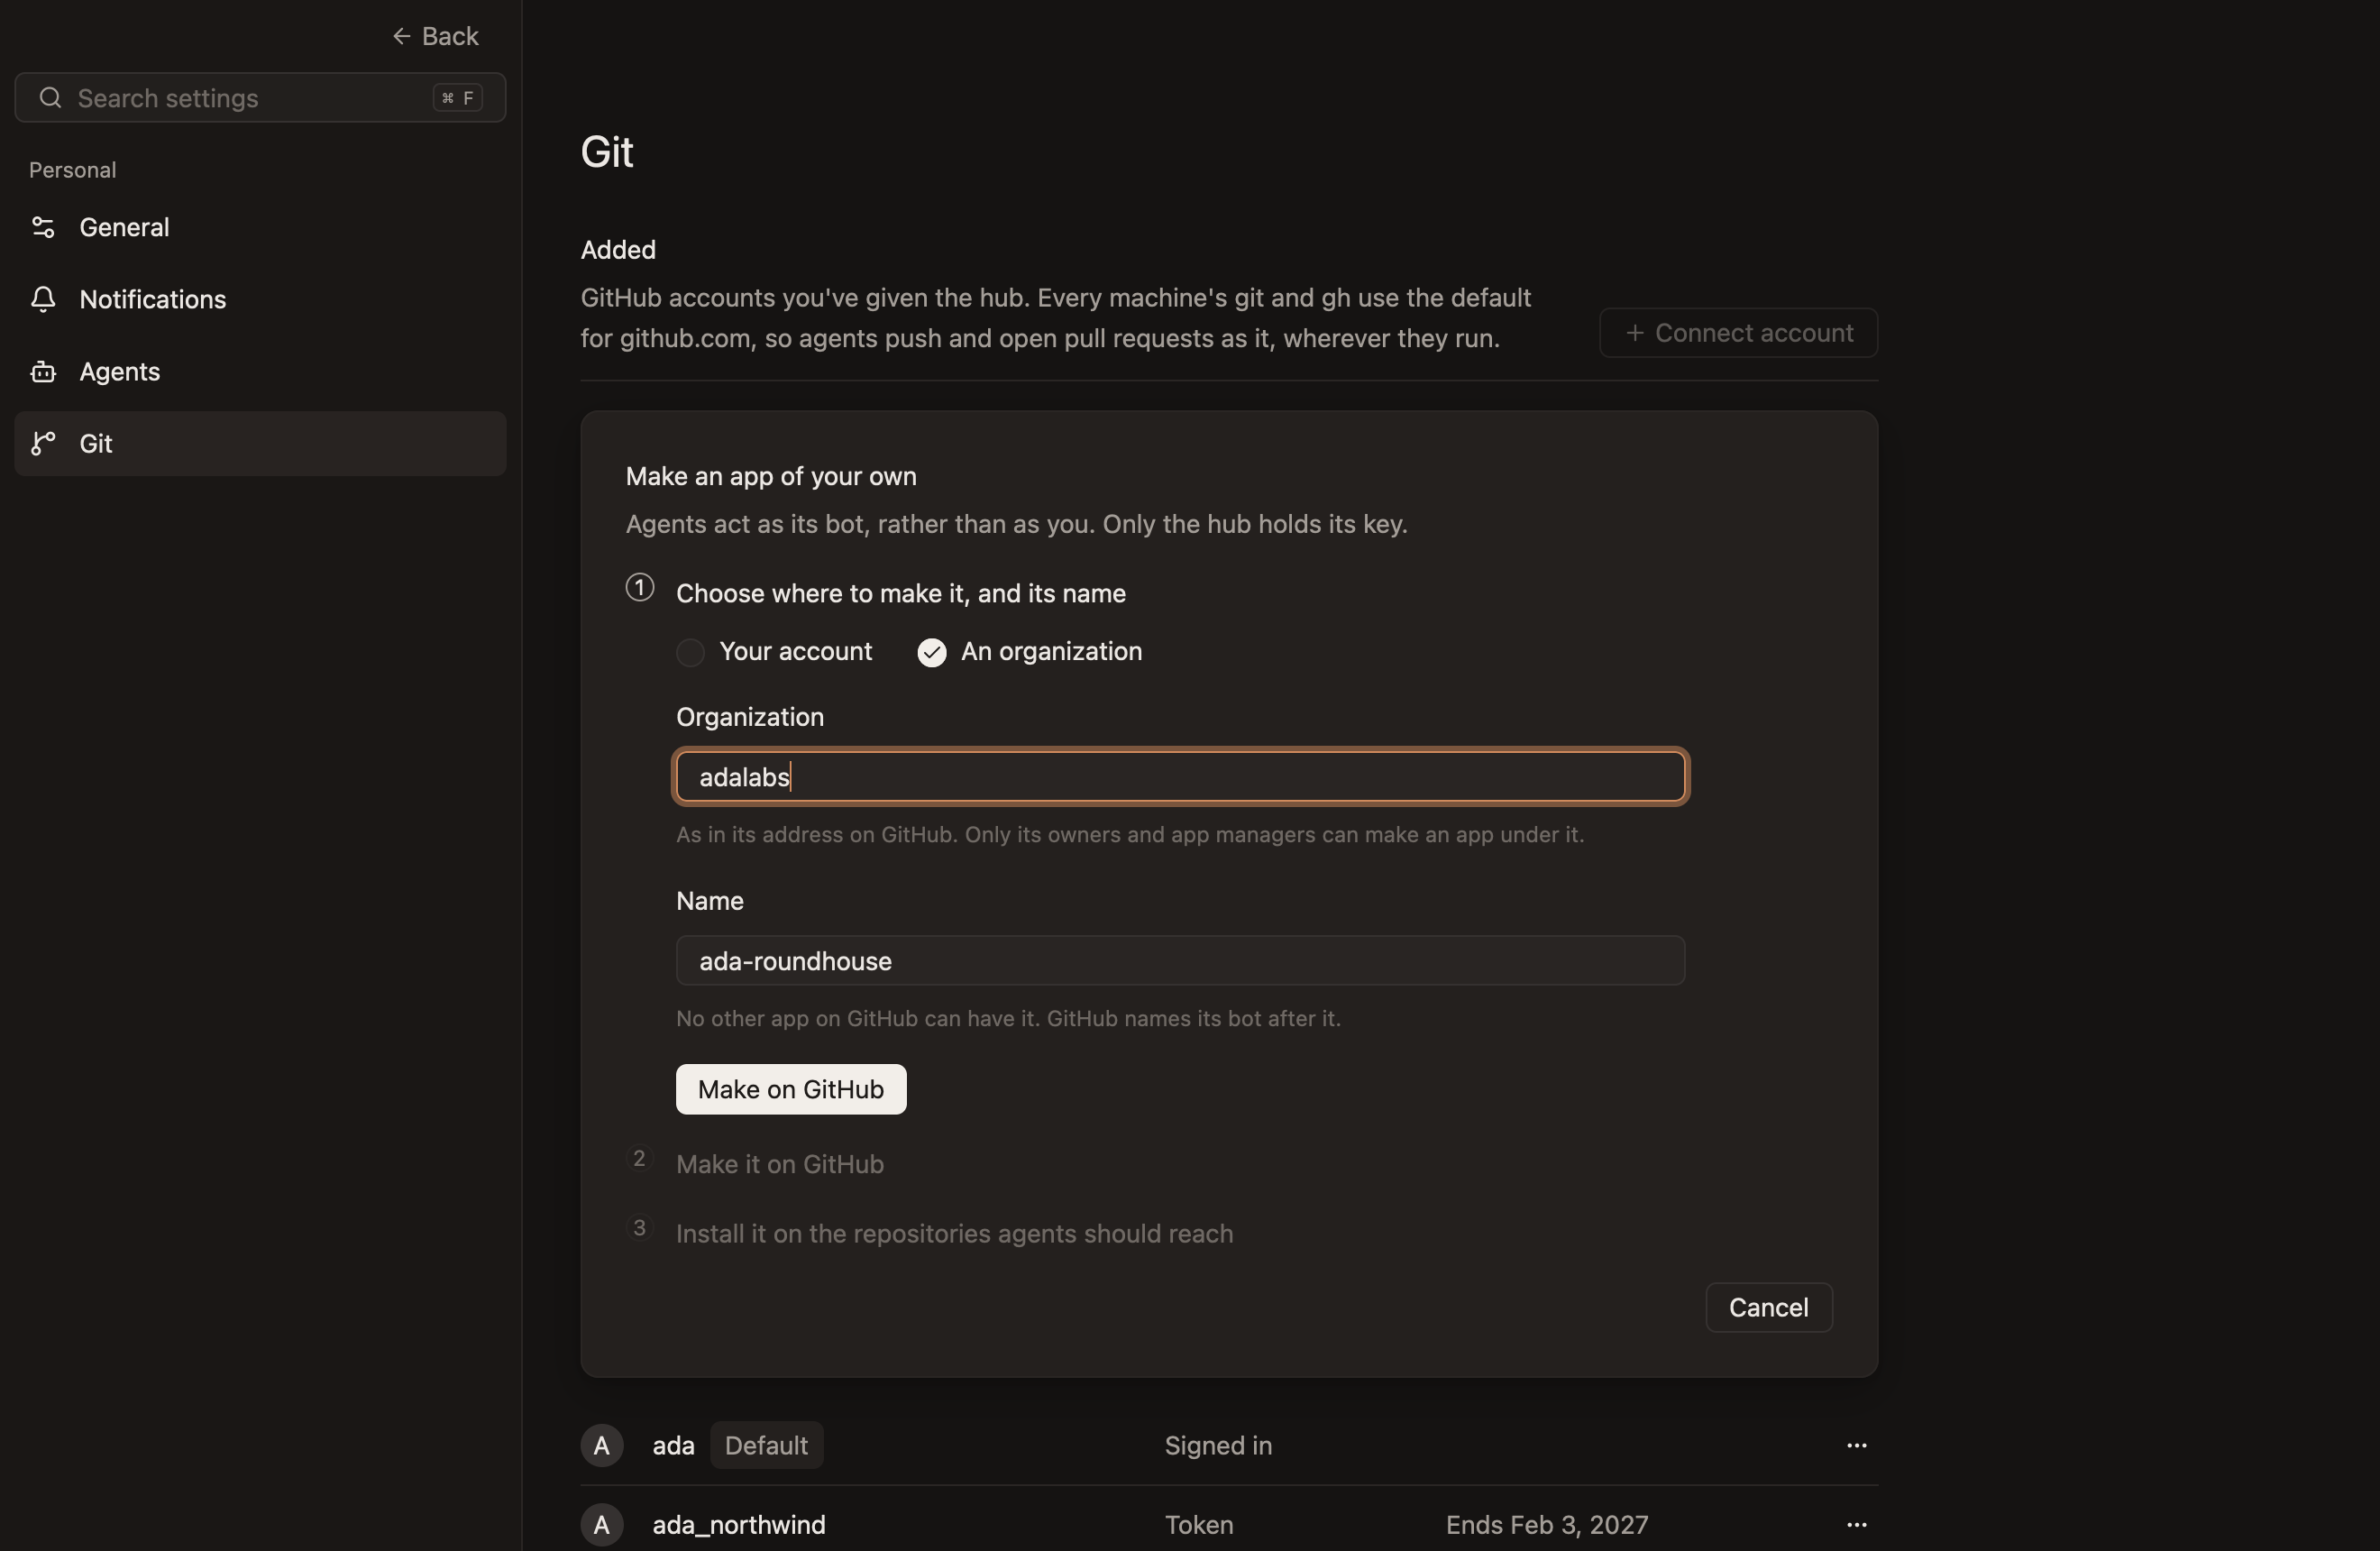 Back
Search settings
⌘ F
Personal
General
Notifications
Agents
Git
Git
Added
GitHub accounts you've given the hub. Every machine's git and gh use the default
for github.com, so agents push and open pull requests as it, wherever they run.
Connect account
Make an app of your own
Agents act as its bot, rather than as you. Only the hub holds its key.
1 Choose where to make it, and its name
Your account An organization
Organization
adalabs
As in its address on GitHub. Only its owners and app managers can make an app under it.
Name
ada-roundhouse
No other app on GitHub can have it. GitHub names its bot after it.
Make on GitHub
2 Make it on GitHub
3 Install it on the repositories agents should reach
Cancel
A ada Default Signed in
A ada_northwind Token Ends Feb 3, 2027